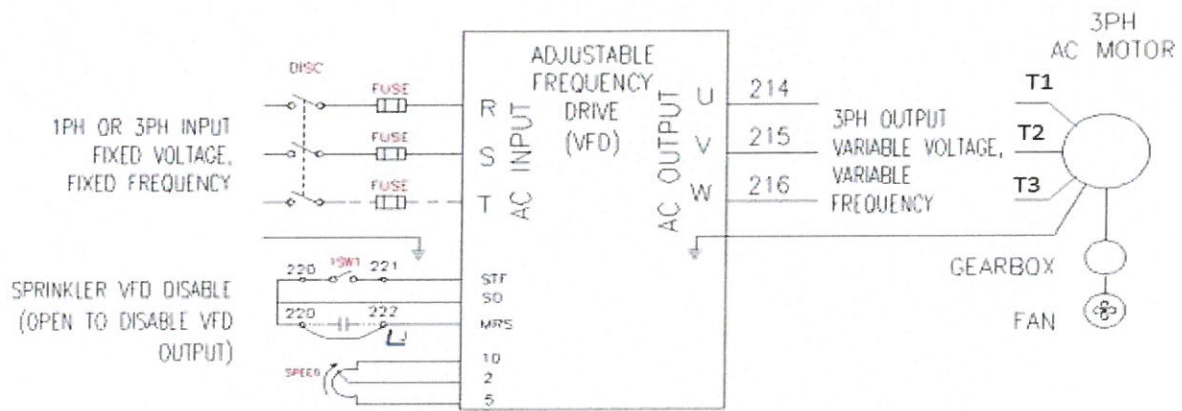 3PH
AC MOTOR
ADJUSTABLE
FREQUENCY
DRIVE
(VFD)
DISC
FUSE
FUSE
FUSE
1PH OR 3PH INPUT
FIXED VOLTAGE,
FIXED FREQUENCY
R
S
T
AC INPUT
AC OUTPUT
U
V
W
214
215
216
3PH OUTPUT
VARIABLE VOLTAGE,
VARIABLE
FREQUENCY
T1
T2
T3
GEARBOX
FAN
SPRINKLER VFD DISABLE
(OPEN TO DISABLE VFD
OUTPUT)
220 1SW1 221
220 222
J
STF
SD
MRS
SPEED
10
2
5